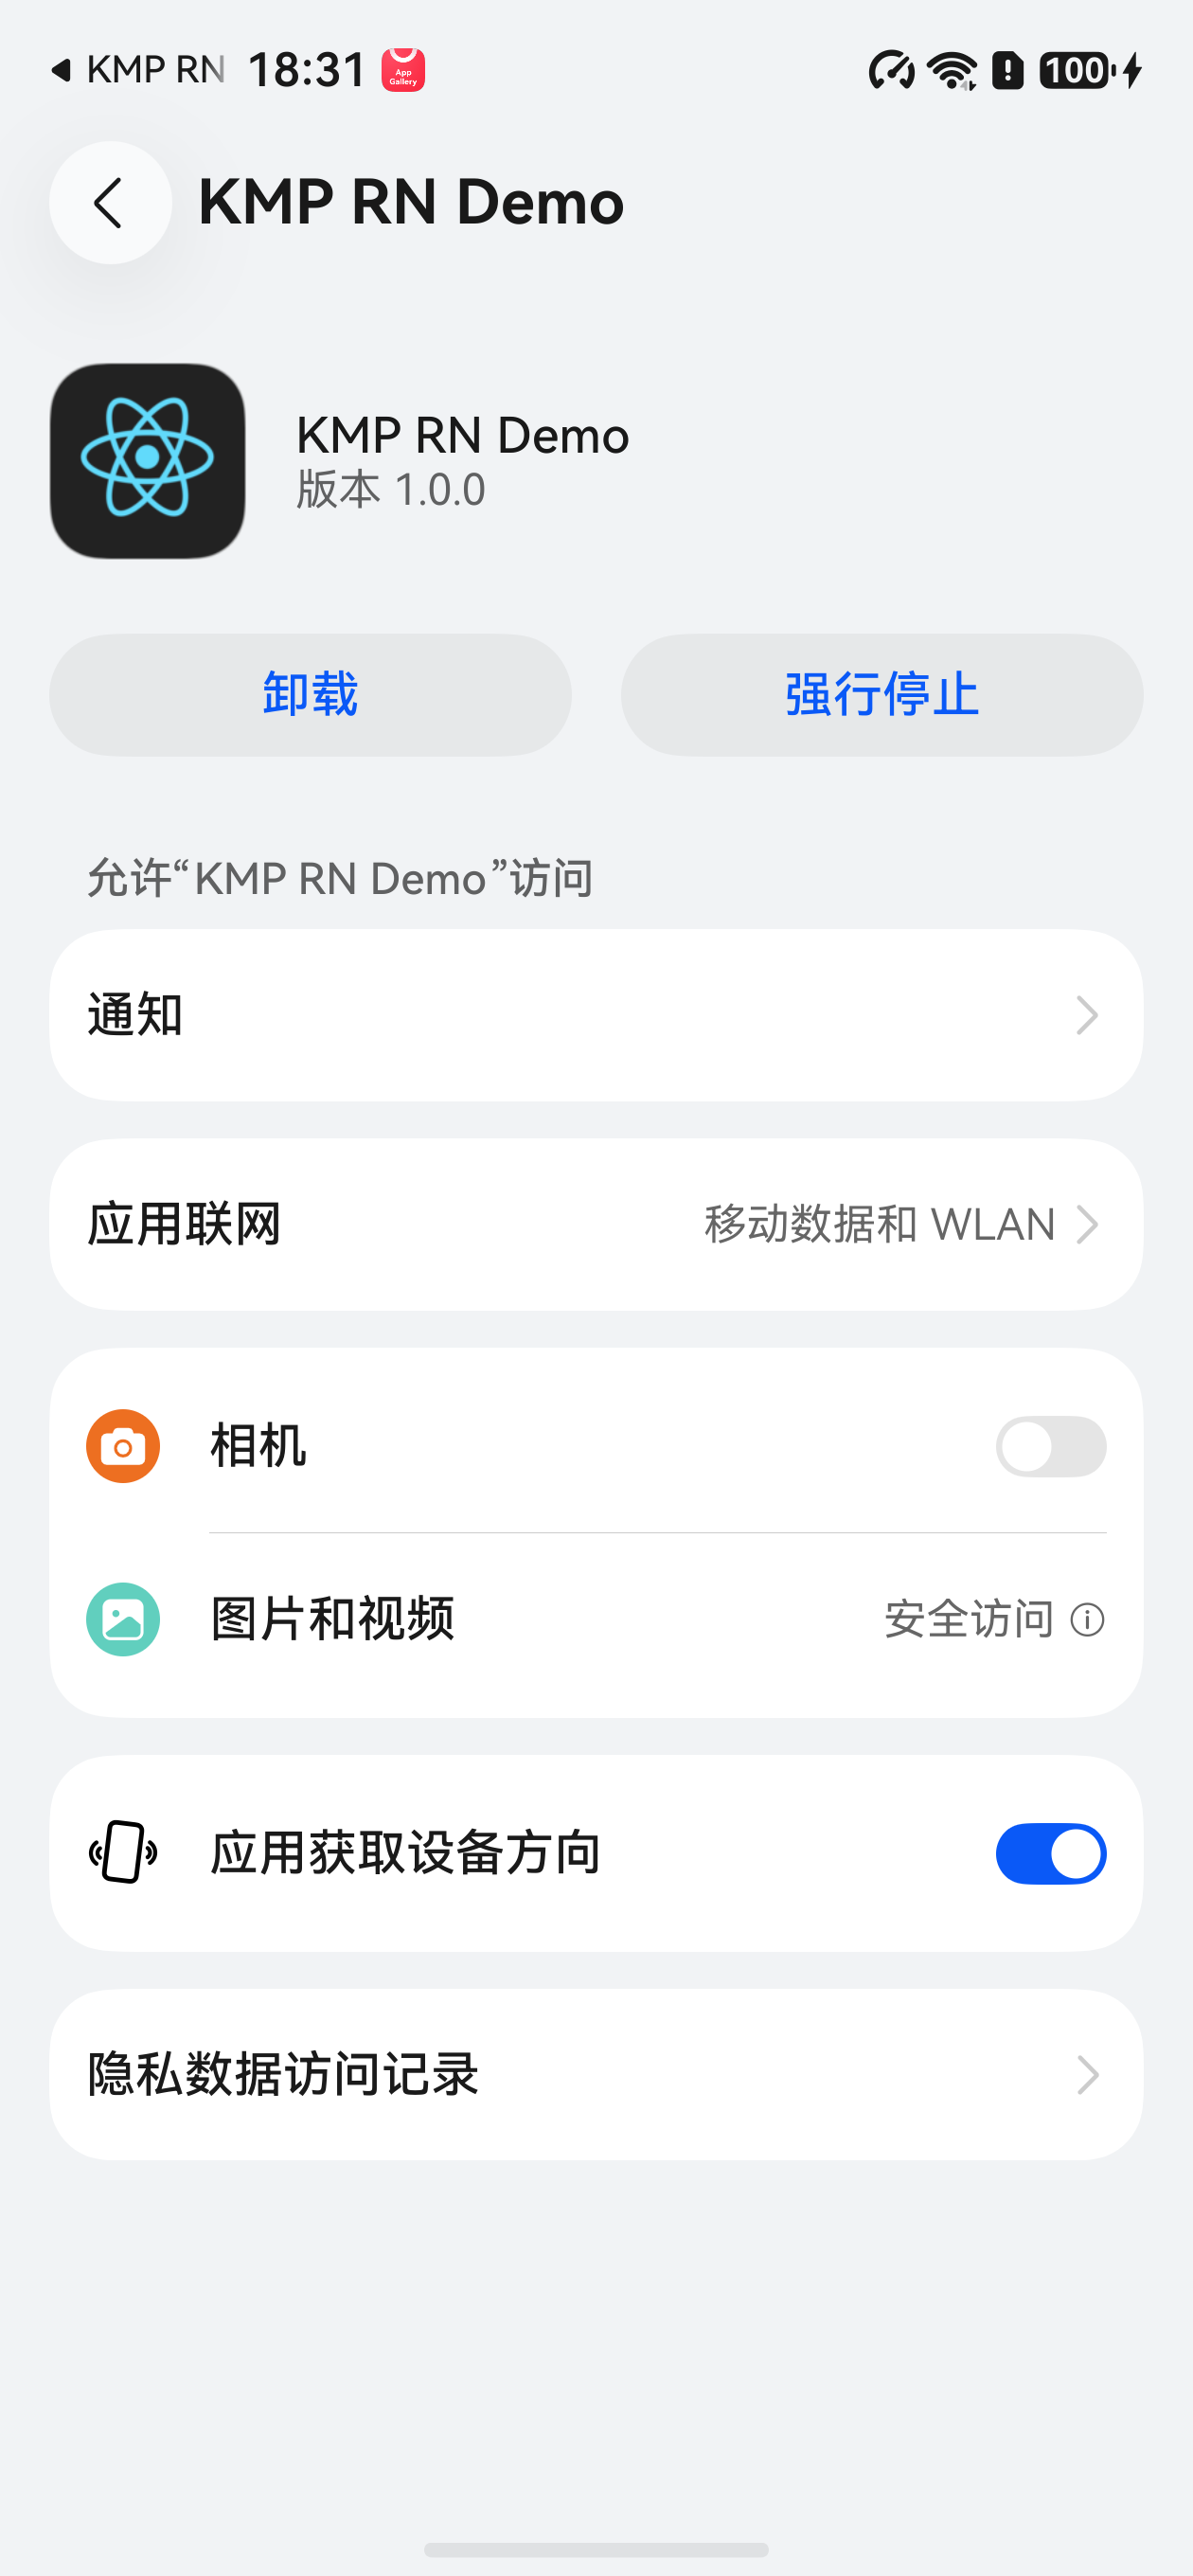 KMP RN 18:31 App Gallery 100
KMP RN Demo
KMP RN Demo
版本 1.0.0
卸载 强行停止
允许“KMP RN Demo”访问
通知
应用联网 移动数据和 WLAN
相机
图片和视频 安全访问
应用获取设备方向
隐私数据访问记录